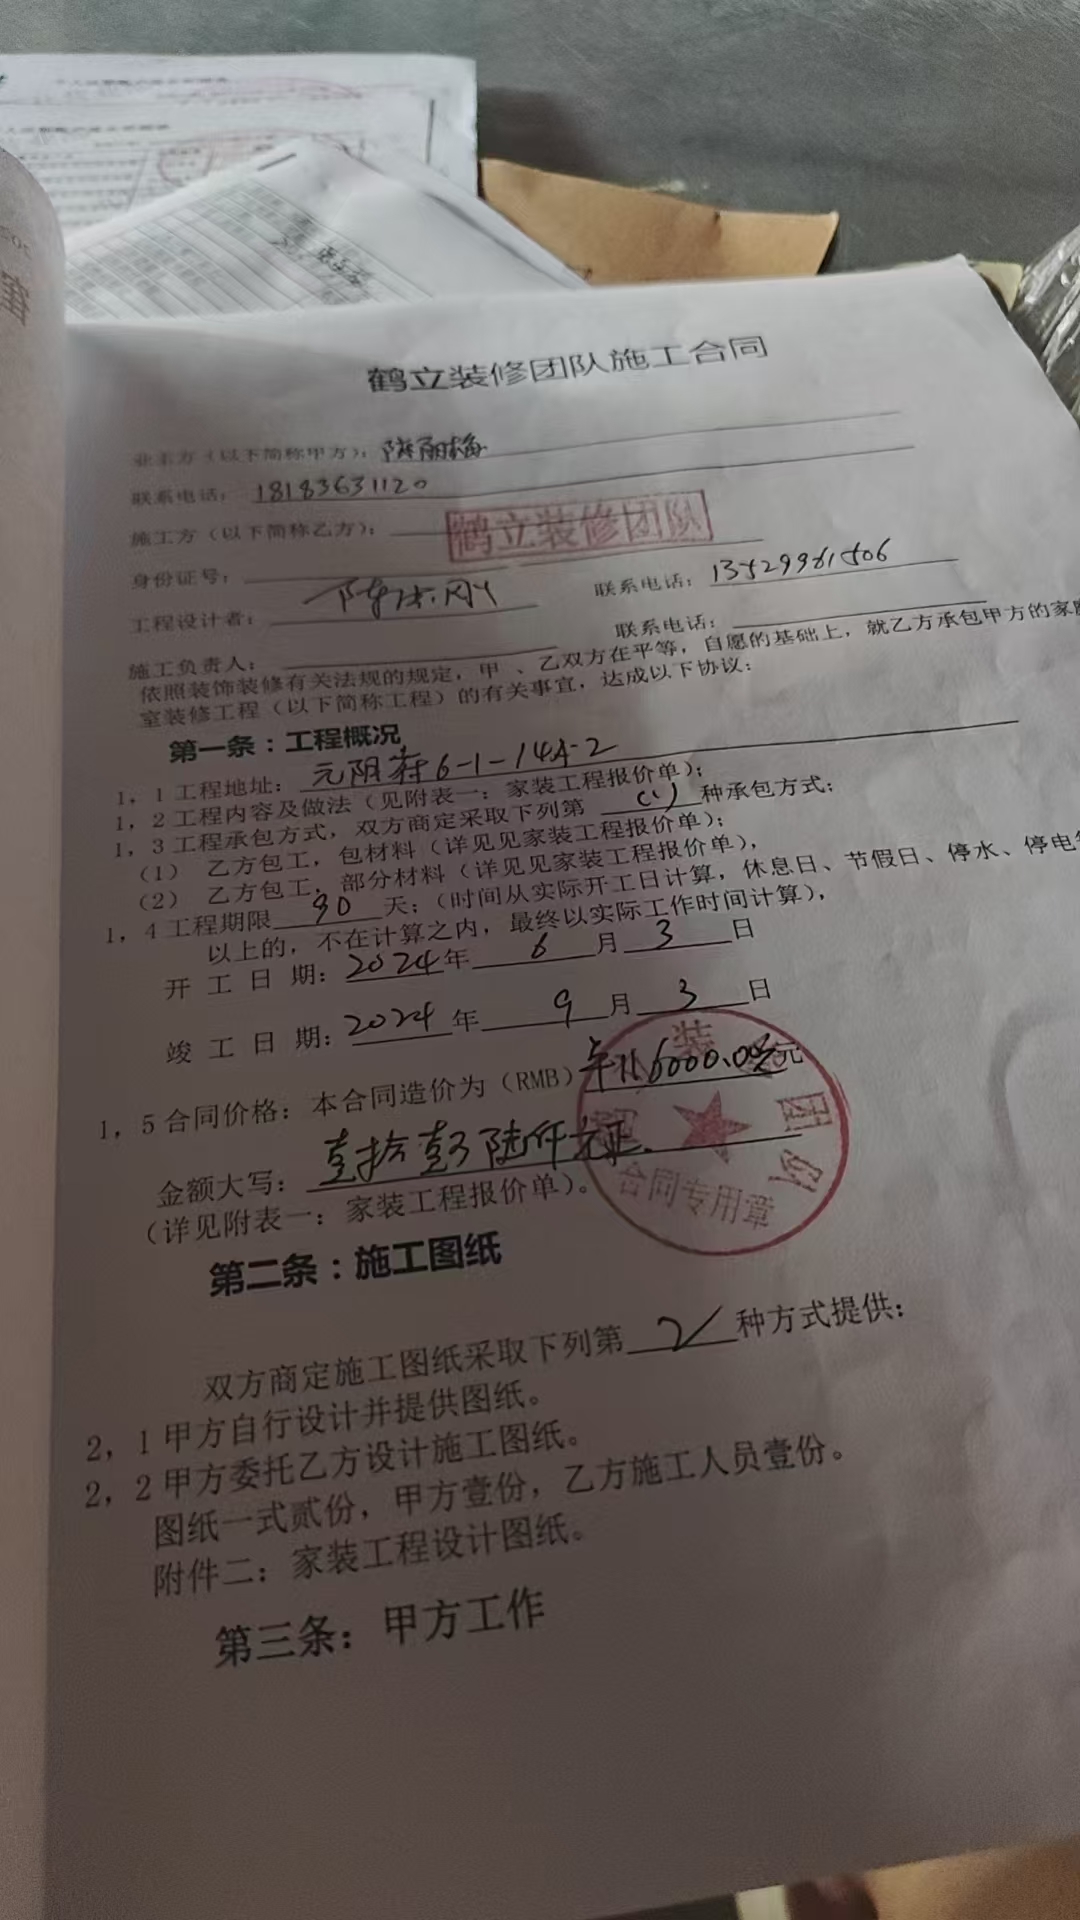 鹤立装修团队施工合同
业主方（以下简称甲方）：陈丽梅
联系电话：18183631120
施工方（以下简称乙方）：鹤立装修团队
身份证号：
联系电话：13529961506
工程设计者：
联系电话：
施工负责人：
依照装饰装修有关法规的规定，甲、乙双方在平等，自愿的基础上，就乙方承包甲方的家庭
室装修工程（以下简称工程）的有关事宜，达成以下协议：
第一条：工程概况
1，1工程地址：元阴 6-1-14A-2
1，2工程内容及做法（见附表一：家装工程报价单）；
1，3工程承包方式，双方商定采取下列第(1)种承包方式；
（1） 乙方包工，包材料（详见见家装工程报价单）；
（2） 乙方包工，部分材料（详见见家装工程报价单），
1，4工程期限90天；（时间从实际开工日计算，休息日、节假日、停水、停电
以上的，不在计算之内，最终以实际工作时间计算），
开 工 日 期：2024年6月3日
竣 工 日 期：2024年9月3日
1，5合同价格：本合同造价为（RMB）116000.00元
金额大写：壹拾壹万陆仟元正
（详见附表一：家装工程报价单）。
装 团队
合同专用章
第二条：施工图纸
双方商定施工图纸采取下列第2种方式提供：
2，1甲方自行设计并提供图纸。
2，2甲方委托乙方设计施工图纸。
图纸一式贰份，甲方壹份，乙方施工人员壹份。
附件二：家装工程设计图纸。
第三条：甲方工作